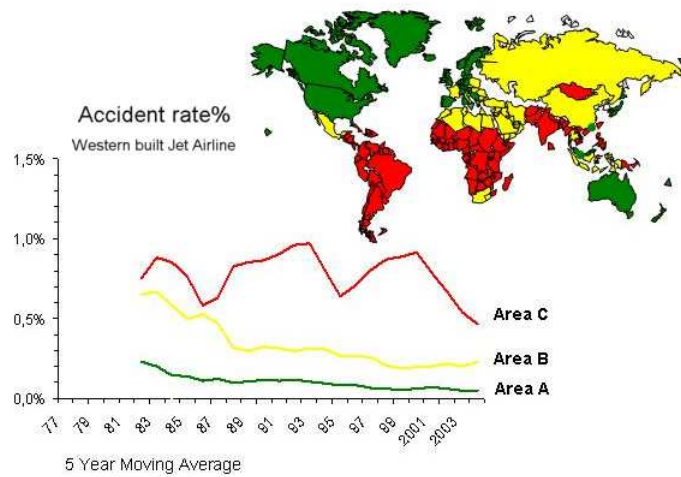 Accident rate%
Western built Jet Airline
1,5%
1,0%
0,5%
0,0%
Area C
Area B
Area A
77 79 81 83 85 87 89 91 93 95 97 99 2001 2003
5 Year Moving Average